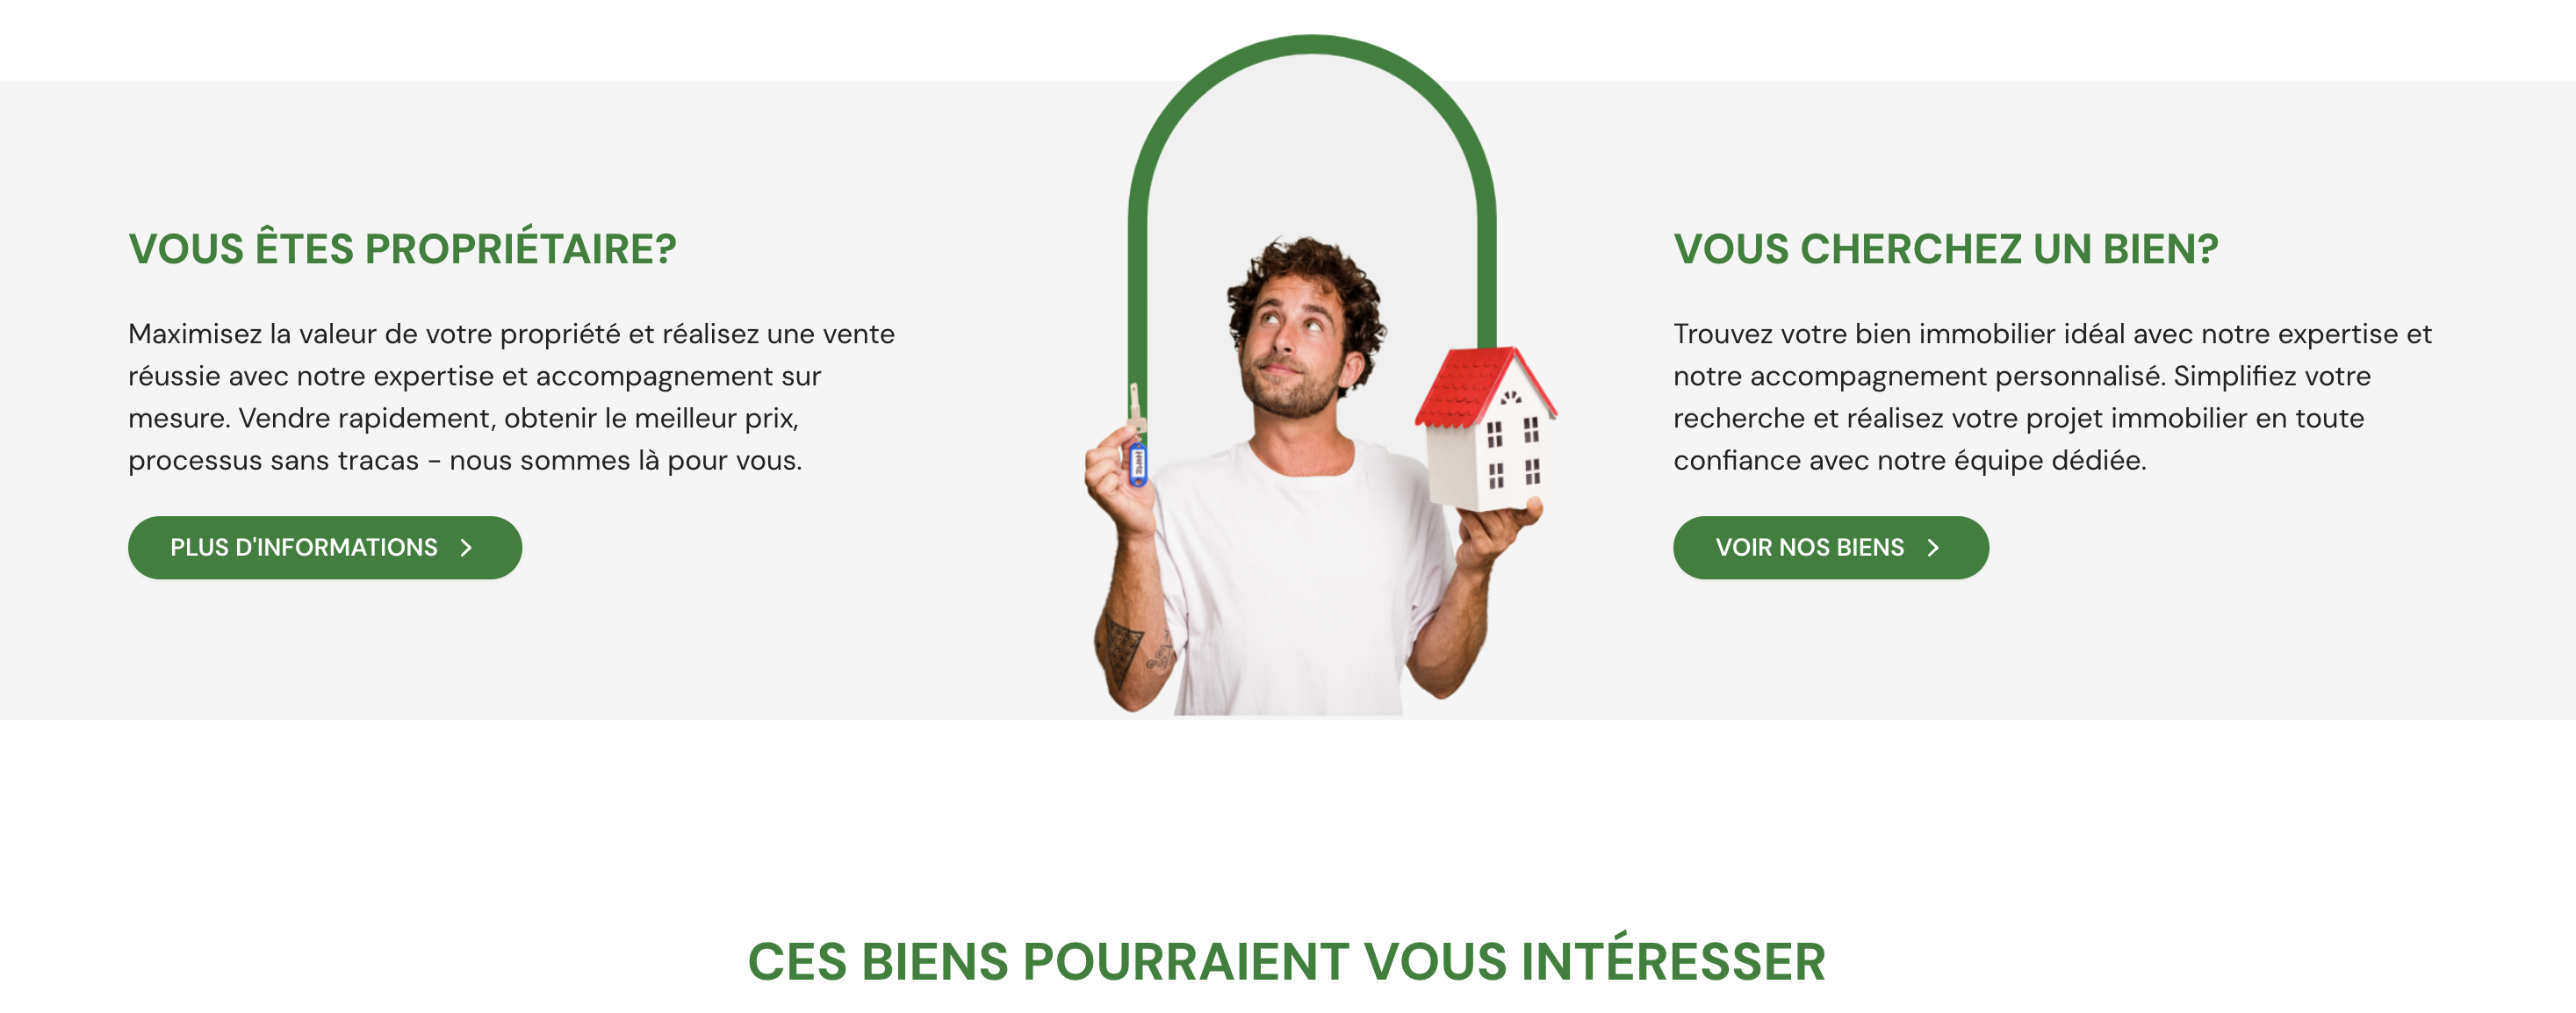 VOUS ÊTES PROPRIÉTAIRE?
Maximisez la valeur de votre propriété et réalisez une vente
réussie avec notre expertise et accompagnement sur
mesure. Vendre rapidement, obtenir le meilleur prix,
processus sans tracas - nous sommes là pour vous.
PLUS D'INFORMATIONS
VOUS CHERCHEZ UN BIEN?
Trouvez votre bien immobilier idéal avec notre expertise et
notre accompagnement personnalisé. Simplifiez votre
recherche et réalisez votre projet immobilier en toute
confiance avec notre équipe dédiée.
VOIR NOS BIENS
CES BIENS POURRAIENT VOUS INTÉRESSER